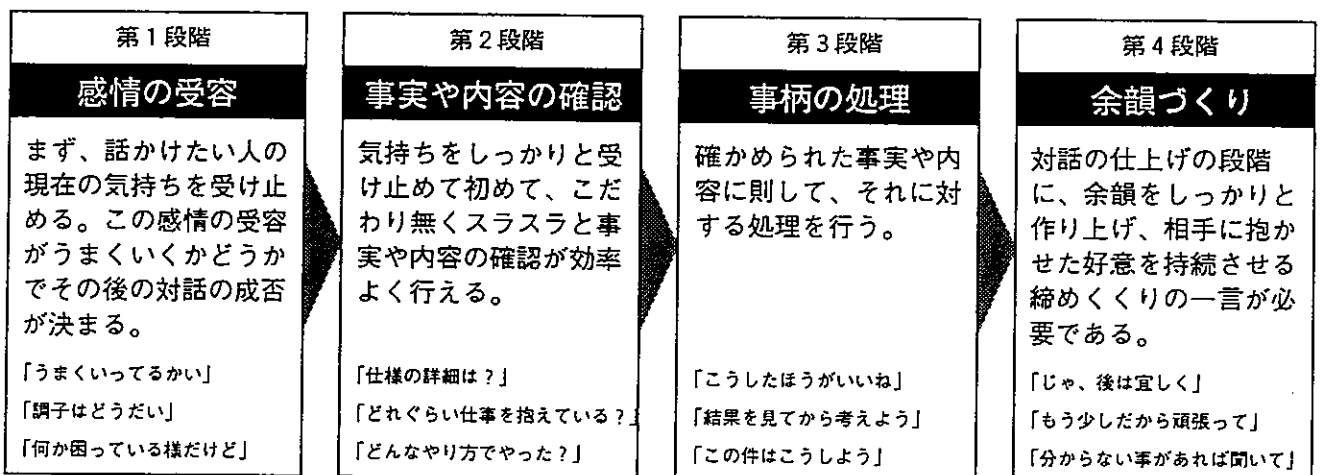 第1段階
感情の受容
まず、話かけたい人の
現在の気持ちを受け止
める。この感情の受容
がうまくいくかどうか
でその後の対話の成否
が決まる。
「うまくいってるかい」
「調子はどうだい」
「何か困っている様だけど」
第2段階
事実や内容の確認
気持ちをしっかりと受
け止めて初めて、こだ
わり無くスラスラと事
実や内容の確認が効率
よく行える。
「仕様の詳細は？」
「どれぐらい仕事を抱えている？」
「どんなやり方でやった？」
第3段階
事柄の処理
確かめられた事実や内
容に則して、それに対
する処理を行う。
「こうしたほうがいいね」
「結果を見てから考えよう」
「この件はこうしよう」
第4段階
余韻づくり
対話の仕上げの段階
に、余韻をしっかりと
作り上げ、相手に抱か
せた好意を持続させる
締めくくりの一言が必
要である。
「じゃ、後は宜しく」
「もう少しだから頑張って」
「分からない事があれば聞いて」